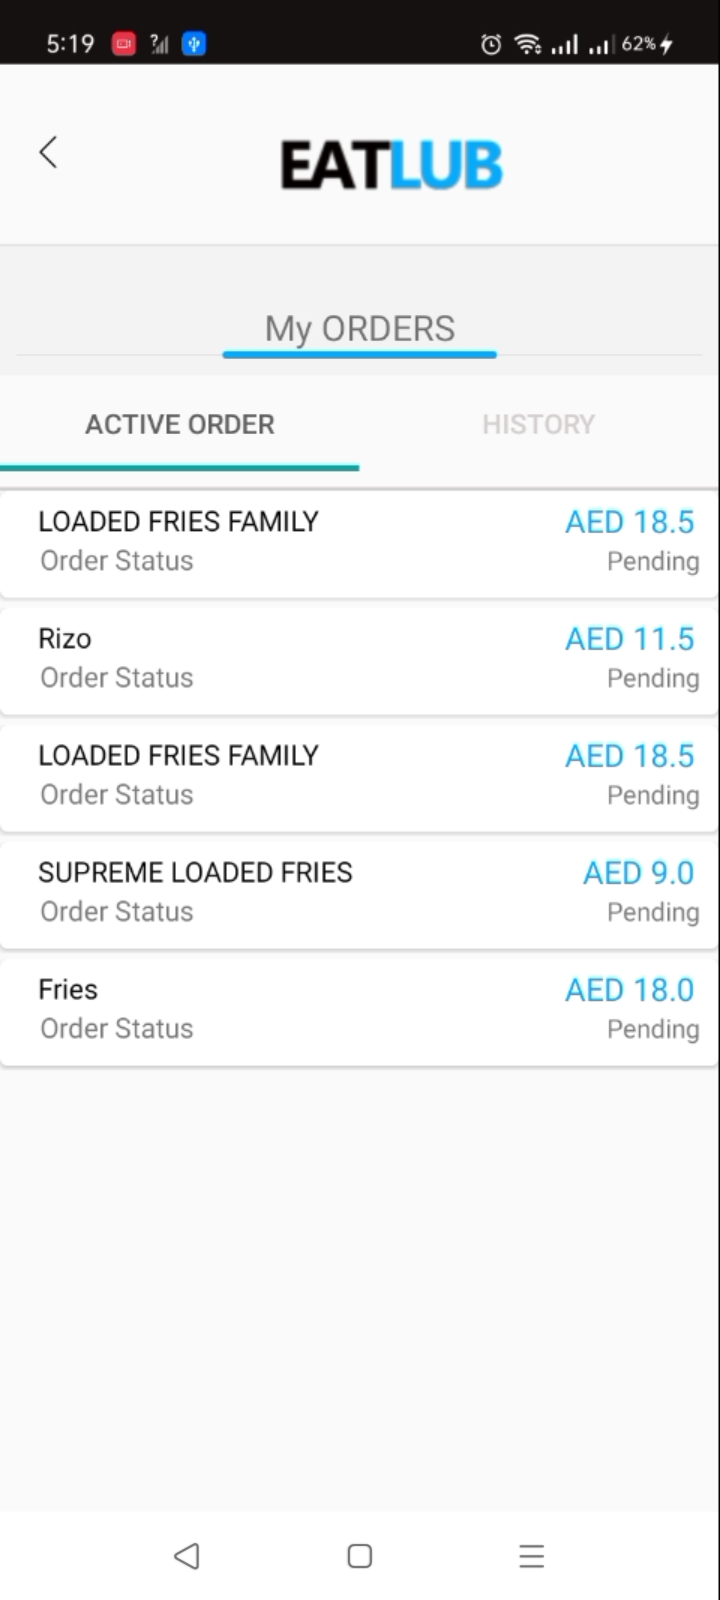 5:19
62%
EATLUB
My ORDERS
ACTIVE ORDER HISTORY
LOADED FRIES FAMILY AED 18.5
Order Status Pending
Rizo AED 11.5
Order Status Pending
LOADED FRIES FAMILY AED 18.5
Order Status Pending
SUPREME LOADED FRIES AED 9.0
Order Status Pending
Fries AED 18.0
Order Status Pending